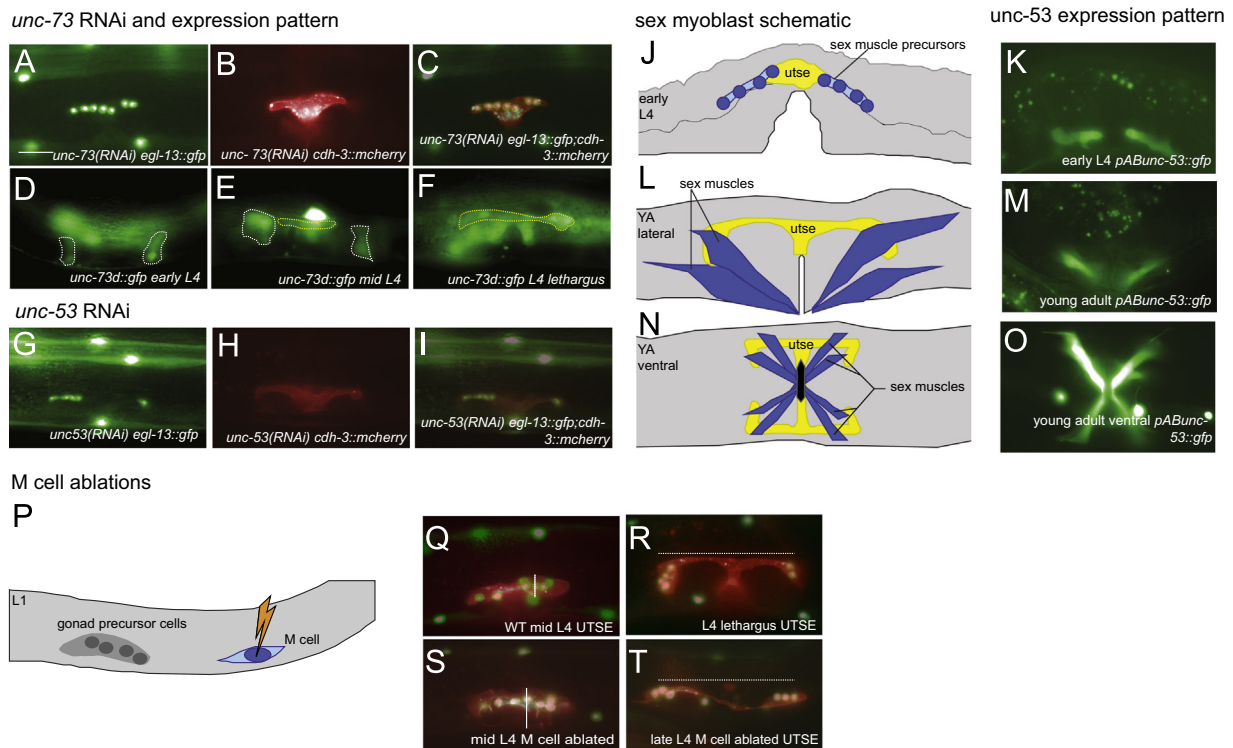 unc-73 RNAi and expression pattern
sex myoblast schematic
unc-53 expression pattern
A
unc-73(RNAi) egl-13::gfp
B
unc- 73(RNAi) cdh-3::mcherry
C
unc-73(RNAi) egl-13::gfp;cdh-
3::mcherry
D
unc-73d::gfp early L4
E
unc-73d::gfp mid L4
F
unc-73d::gfp L4 lethargus
unc-53 RNAi
G
unc53(RNAi) egl-13::gfp
H
unc-53(RNAi) cdh-3::mcherry
I
unc-53(RNAi) egl-13::gfp;cdh-
3::mcherry
J
sex muscle precursors
utse
early
L4
L
sex muscles
YA
lateral
utse
N
YA
ventral
utse
sex muscles
K
early L4 pABunc-53::gfp
M
young adult pABunc-53::gfp
O
young adult ventral pABunc-
53::gfp
M cell ablations
P
L1
gonad precursor cells
M cell
Q
WT mid L4 UTSE
R
L4 lethargus UTSE
S
mid L4 M cell ablated
T
late L4 M cell ablated UTSE